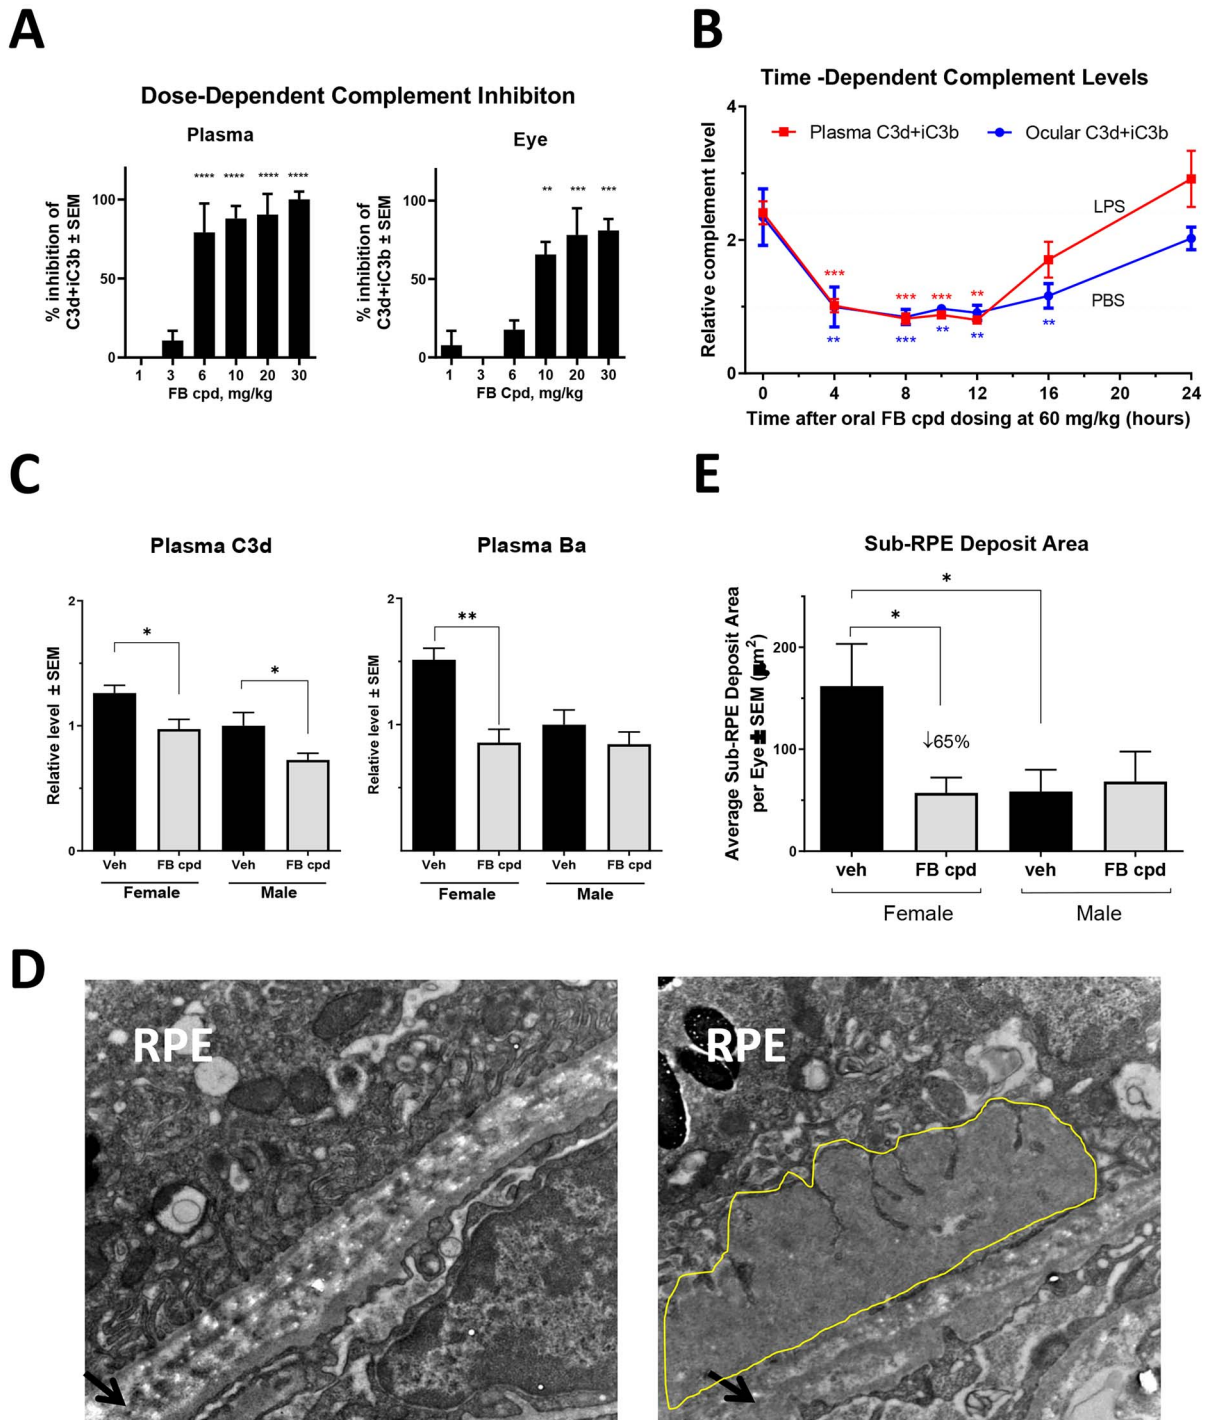 A
Dose-Dependent Complement Inhibiton
Plasma
% inhibition of
C3d+iC3b ± SEM
100
50
0
**** **** **** ****
1 3 6 10 20 30
FB cpd, mg/kg
Eye
% inhibition of
C3d+iC3b ± SEM
100
50
0
** *** ***
1 3 6 10 20 30
FB Cpd, mg/kg
B
Time -Dependent Complement Levels
Relative complement level
4
2
0
Plasma C3d+iC3b
Ocular C3d+iC3b
LPS
PBS
*** *** *** **
** *** ** ** **
0 4 8 12 16 20 24
Time after oral FB cpd dosing at 60 mg/kg (hours)
C
Plasma C3d
Relative level ± SEM
2
1
0
*
*
Veh FB cpd Veh FB cpd
Female Male
Plasma Ba
Relative level ± SEM
2
1
0
**
Veh FB cpd Veh FB cpd
Female Male
E
Sub-RPE Deposit Area
Average Sub-RPE Deposit Area
per Eye ± SEM (µm²)
200
100
0
*
*
↓65%
veh FB cpd veh FB cpd
Female Male
D
RPE
RPE